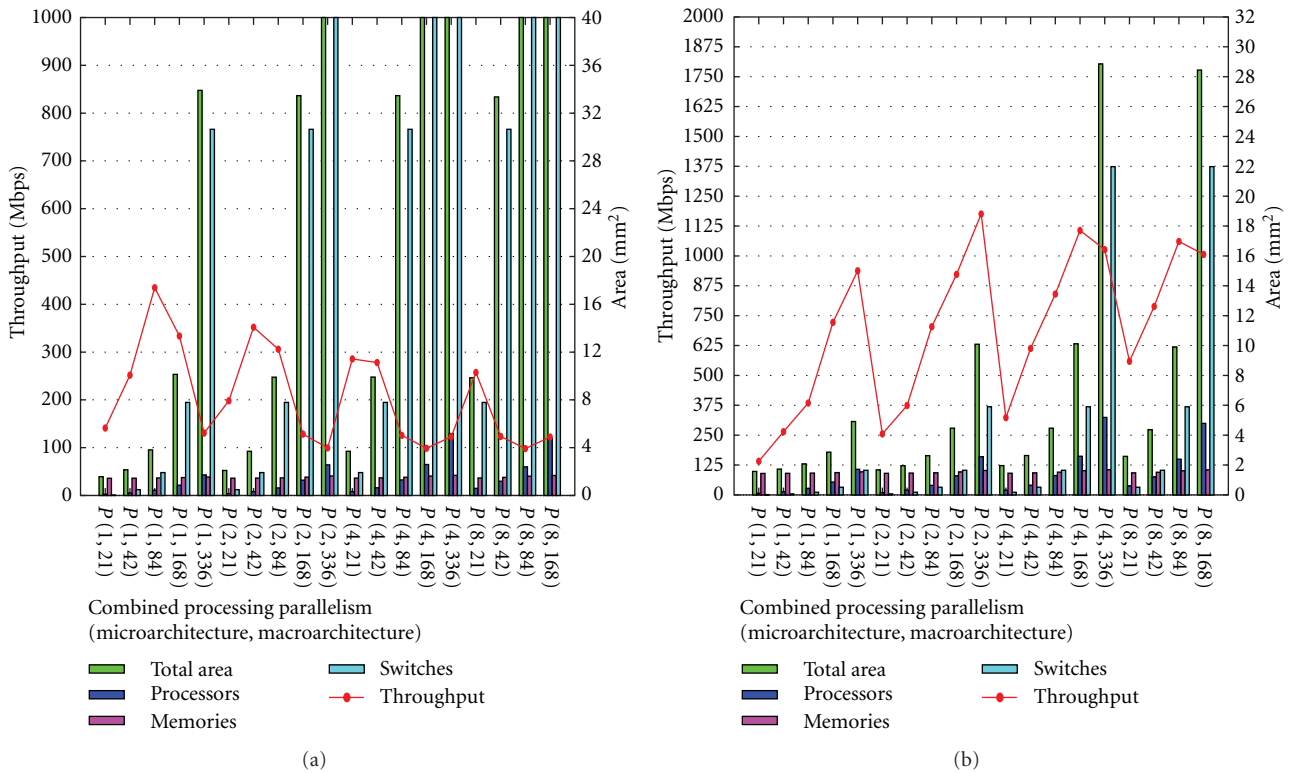 1000
900
800
700
600
500
400
300
200
100
0
Throughput (Mbps)
40
36
32
28
24
20
16
12
8
4
0
Area (mm²)
P (1, 21)
P (1, 42)
P (1, 84)
P (1, 168)
P (1, 336)
P (2, 21)
P (2, 42)
P (2, 84)
P (2, 168)
P (2, 336)
P (4, 21)
P (4, 42)
P (4, 84)
P (4, 168)
P (4, 336)
P (8, 21)
P (8, 42)
P (8, 84)
P (8, 168)
Combined processing parallelism
(microarchitecture, macroarchitecture)
Total area
Processors
Memories
Switches
Throughput
(a)
2000
1875
1750
1625
1500
1375
1250
1125
1000
875
750
625
500
375
250
125
0
Throughput (Mbps)
32
30
28
26
24
22
20
18
16
14
12
10
8
6
4
2
0
Area (mm²)
P (1, 21)
P (1, 42)
P (1, 84)
P (1, 168)
P (1, 336)
P (2, 21)
P (2, 42)
P (2, 84)
P (2, 168)
P (2, 336)
P (4, 21)
P (4, 42)
P (4, 84)
P (4, 168)
P (4, 336)
P (8, 21)
P (8, 42)
P (8, 84)
P (8, 168)
Combined processing parallelism
(microarchitecture, macroarchitecture)
Total area
Processors
Memories
Switches
Throughput
(b)